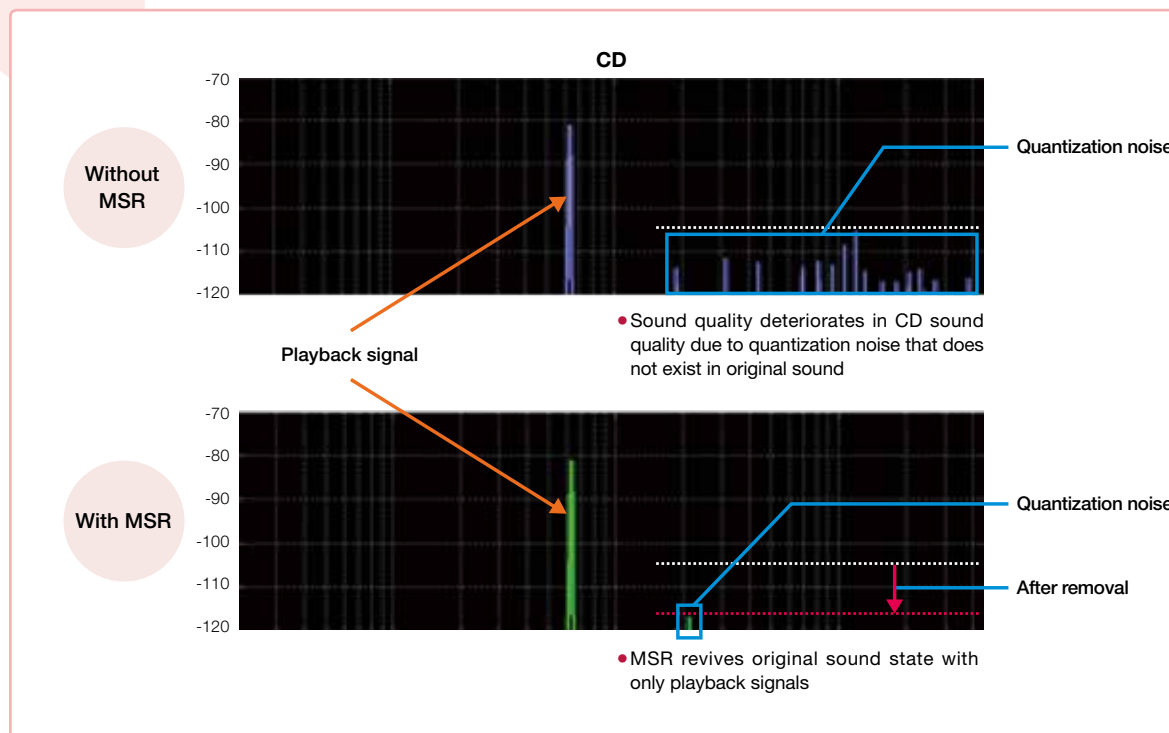 CD
-70
-80
-90
-100
-110
-120
Without
MSR
Quantization noise
• Sound quality deteriorates in CD sound
quality due to quantization noise that does
not exist in original sound
Playback signal
-70
-80
-90
-100
-110
-120
With MSR
Quantization noise
After removal
• MSR revives original sound state with
only playback signals